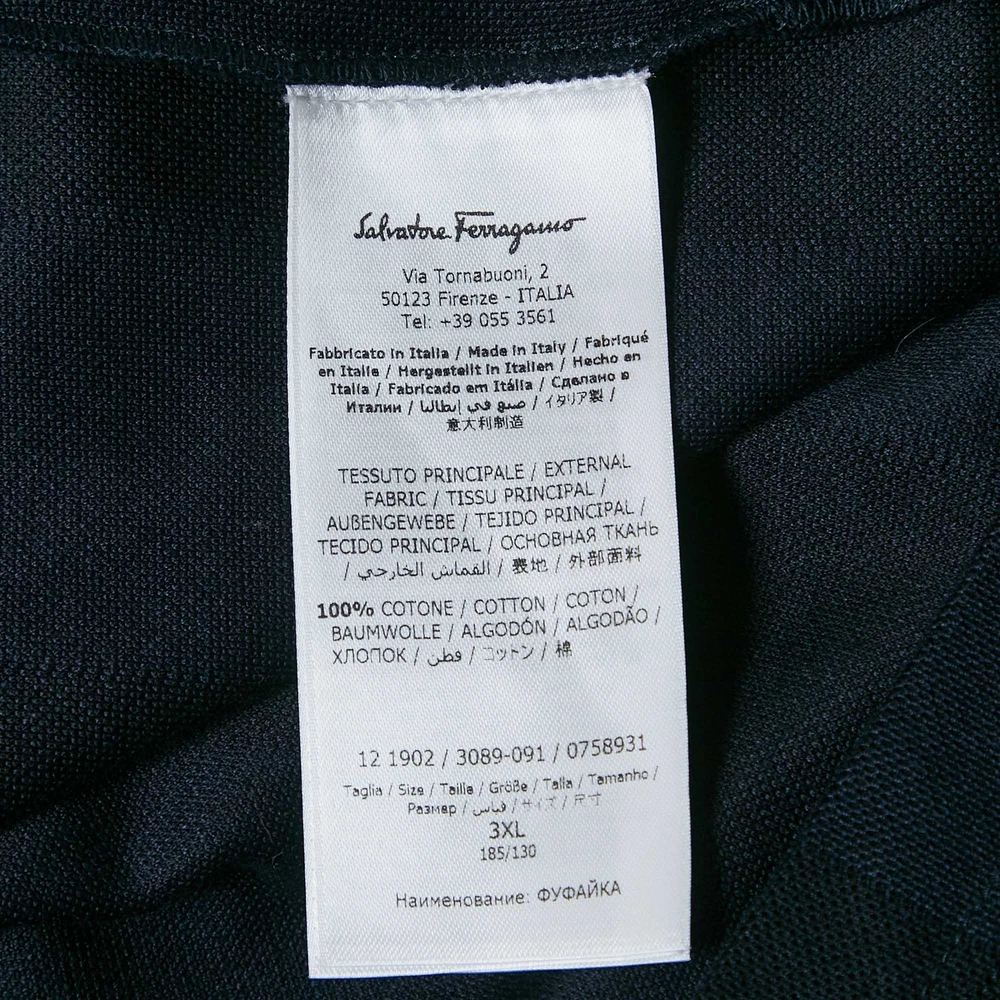 Salvatore Ferragamo
Via Tornabuoni, 2
50123 Firenze - ITALIA
Tel: +39 055 3561
Fabbricato in Italia / Made in Italy / Fabriqué
en Italie / Hergestellt in Italien / Hecho en
Italia / Fabricado em Itália / Сделано в
Италии / صنع في إيطاليا / イタリア製 /
意大利制造
TESSUTO PRINCIPALE / EXTERNAL
FABRIC / TISSU PRINCIPAL /
AUßENGEWEBE / TEJIDO PRINCIPAL /
TECIDO PRINCIPAL / ОСНОВНАЯ ТКАНЬ
/ القماش الخارجي / 表地 / 外部面料
100% COTONE / COTTON / COTON /
BAUMWOLLE / ALGODÓN / ALGODÃO /
ХЛОПОК / قطن / コットン / 棉
12 1902 / 3089-091 / 0758931
Taglia / Size / Taille / Größe / Talla / Tamanho /
Размер / قياس / サイズ / 尺寸
3XL
185/130
Наименование: ФУФАЙКА